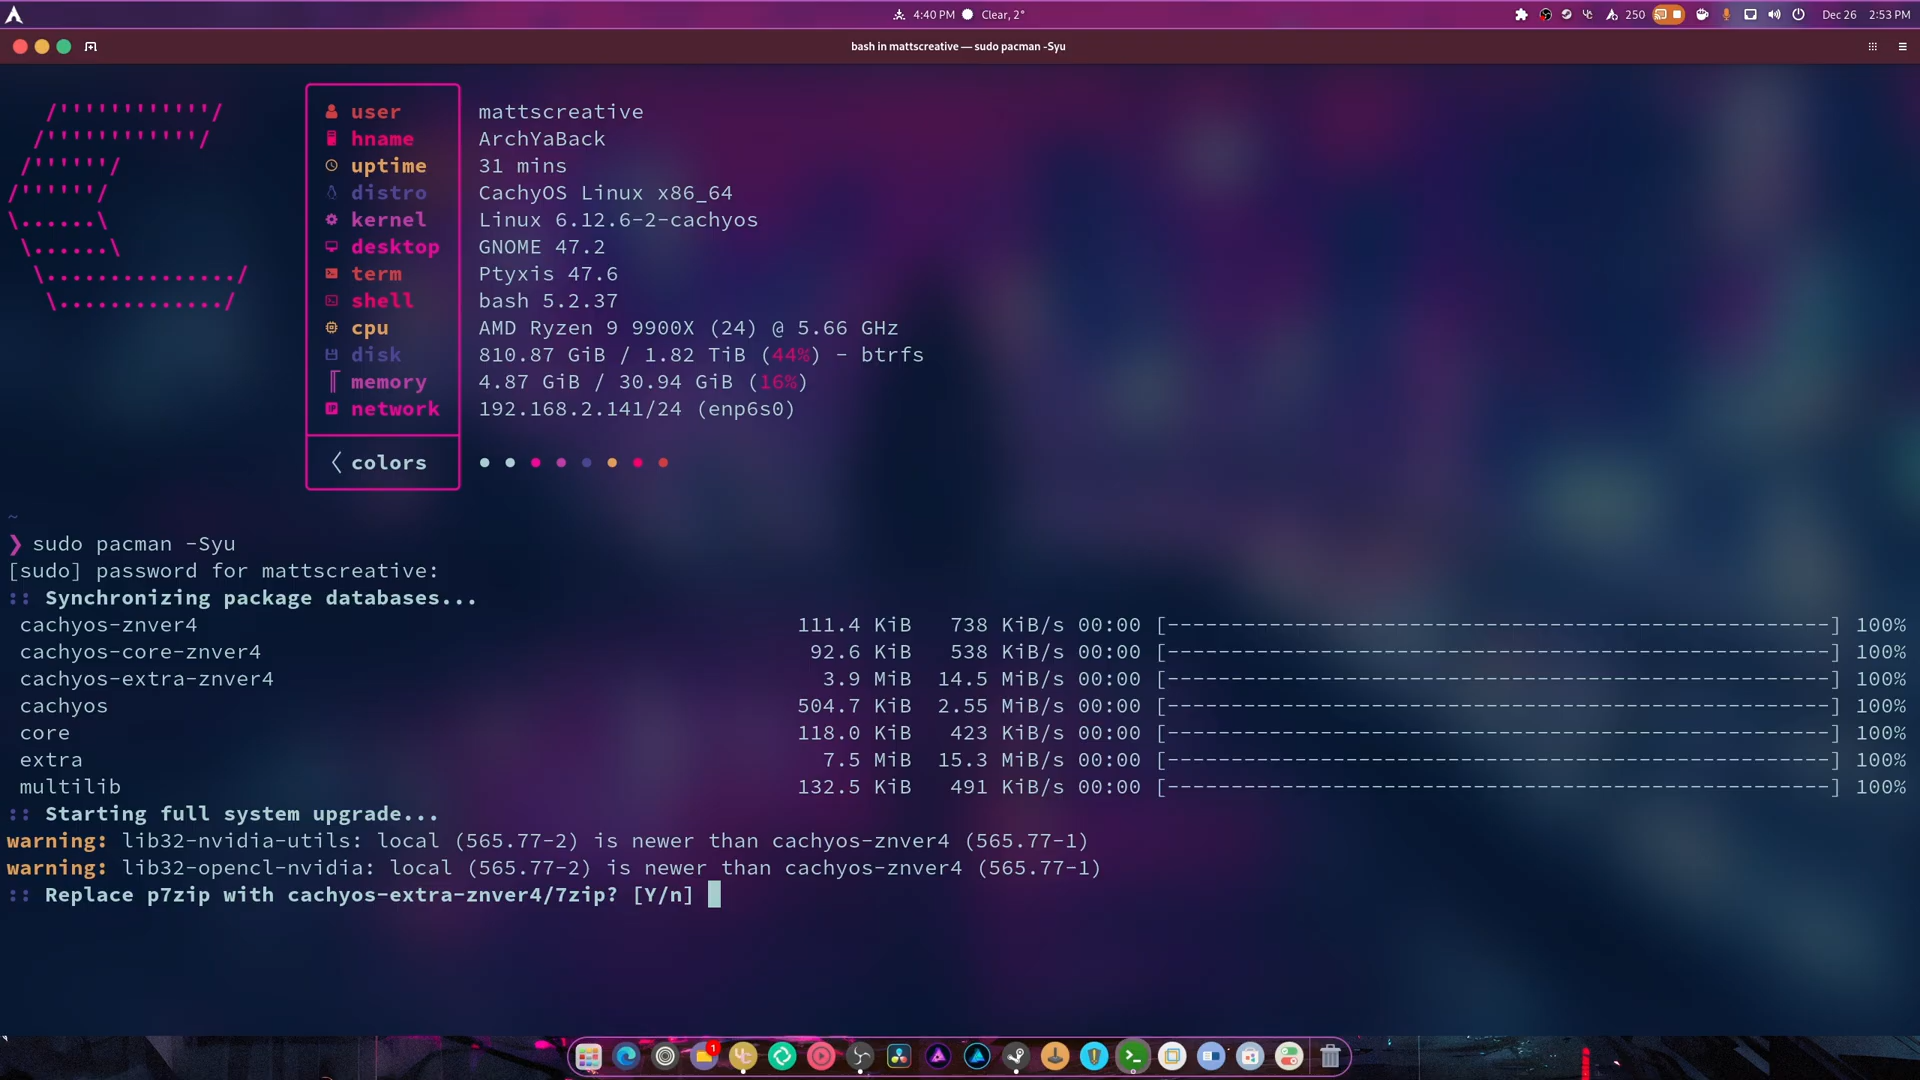 4:40 PM Clear, 2°
250
Dec 26 2:53 PM
bash in mattscreative — sudo pacman -Syu
/''''''''''''/
/''''''''''''/
/''''''/
/''''''/
\......\
\......\
\................/
\............./
user mattscreative
hname ArchYaBack
uptime 31 mins
distro CachyOS Linux x86_64
kernel Linux 6.12.6-2-cachyos
desktop GNOME 47.2
term Ptyxis 47.6
shell bash 5.2.37
cpu AMD Ryzen 9 9900X (24) @ 5.66 GHz
disk 810.87 GiB / 1.82 TiB (44%) - btrfs
memory 4.87 GiB / 30.94 GiB (16%)
network 192.168.2.141/24 (enp6s0)
colors
~
❯ sudo pacman -Syu
[sudo] password for mattscreative:
:: Synchronizing package databases...
cachyos-znver4 111.4 KiB 738 KiB/s 00:00 [----------------------------------------------------] 100%
cachyos-core-znver4 92.6 KiB 538 KiB/s 00:00 [----------------------------------------------------] 100%
cachyos-extra-znver4 3.9 MiB 14.5 MiB/s 00:00 [----------------------------------------------------] 100%
cachyos 504.7 KiB 2.55 MiB/s 00:00 [----------------------------------------------------] 100%
core 118.0 KiB 423 KiB/s 00:00 [----------------------------------------------------] 100%
extra 7.5 MiB 15.3 MiB/s 00:00 [----------------------------------------------------] 100%
multilib 132.5 KiB 491 KiB/s 00:00 [----------------------------------------------------] 100%
:: Starting full system upgrade...
warning: lib32-nvidia-utils: local (565.77-2) is newer than cachyos-znver4 (565.77-1)
warning: lib32-opencl-nvidia: local (565.77-2) is newer than cachyos-znver4 (565.77-1)
:: Replace p7zip with cachyos-extra-znver4/7zip? [Y/n]
1